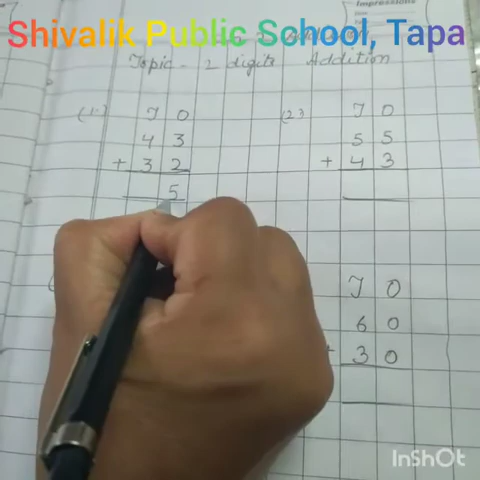 Impressions
Shivalik Public School, Tapa
Topic - 2 digits Addition
(1) T O (2) T O
4 3 5 5
+ 3 2 + 4 3
5
T O
6 0
+ 3 0
InShOt